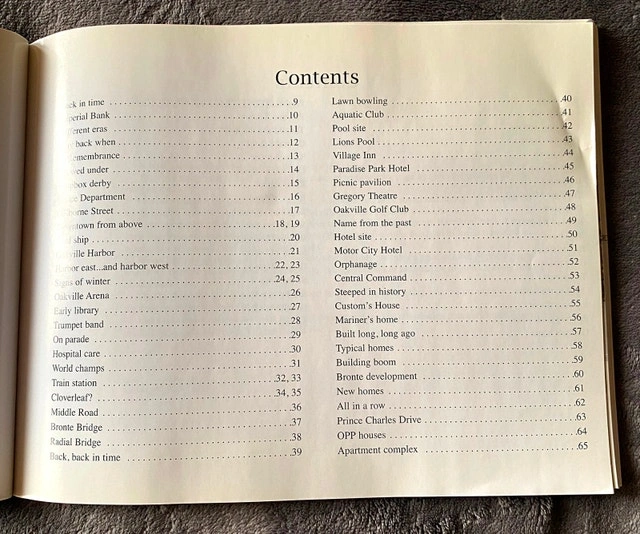 Contents
in time 9
Bank 10
eras 11
back when 12
13
under 14
box derby 15
Department 16
Street 17
from above 18, 19
20
Harbor 21
east...and harbor west 22, 23
Signs of winter 24, 25
Oakville Arena 26
Early library 27
Trumpet band 28
On parade 29
Hospital care 30
World champs 31
Train station 32, 33
Cloverleaf? 34, 35
Middle Road 36
Bronte Bridge 37
Radial Bridge 38
Back, back in time 39
Lawn bowling 40
Aquatic Club 41
Pool site 42
Lions Pool 43
Village Inn 44
Paradise Park Hotel 45
Picnic pavilion 46
Gregory Theatre 47
Oakville Golf Club 48
Name from the past 49
Hotel site 50
Motor City Hotel 51
Orphanage 52
Central Command 53
Steeped in history 54
Custom's House 55
Mariner's home 56
Built long, long ago 57
Typical homes 58
Building boom 59
Bronte development 60
New homes 61
All in a row 62
Prince Charles Drive 63
OPP houses 64
Apartment complex 65